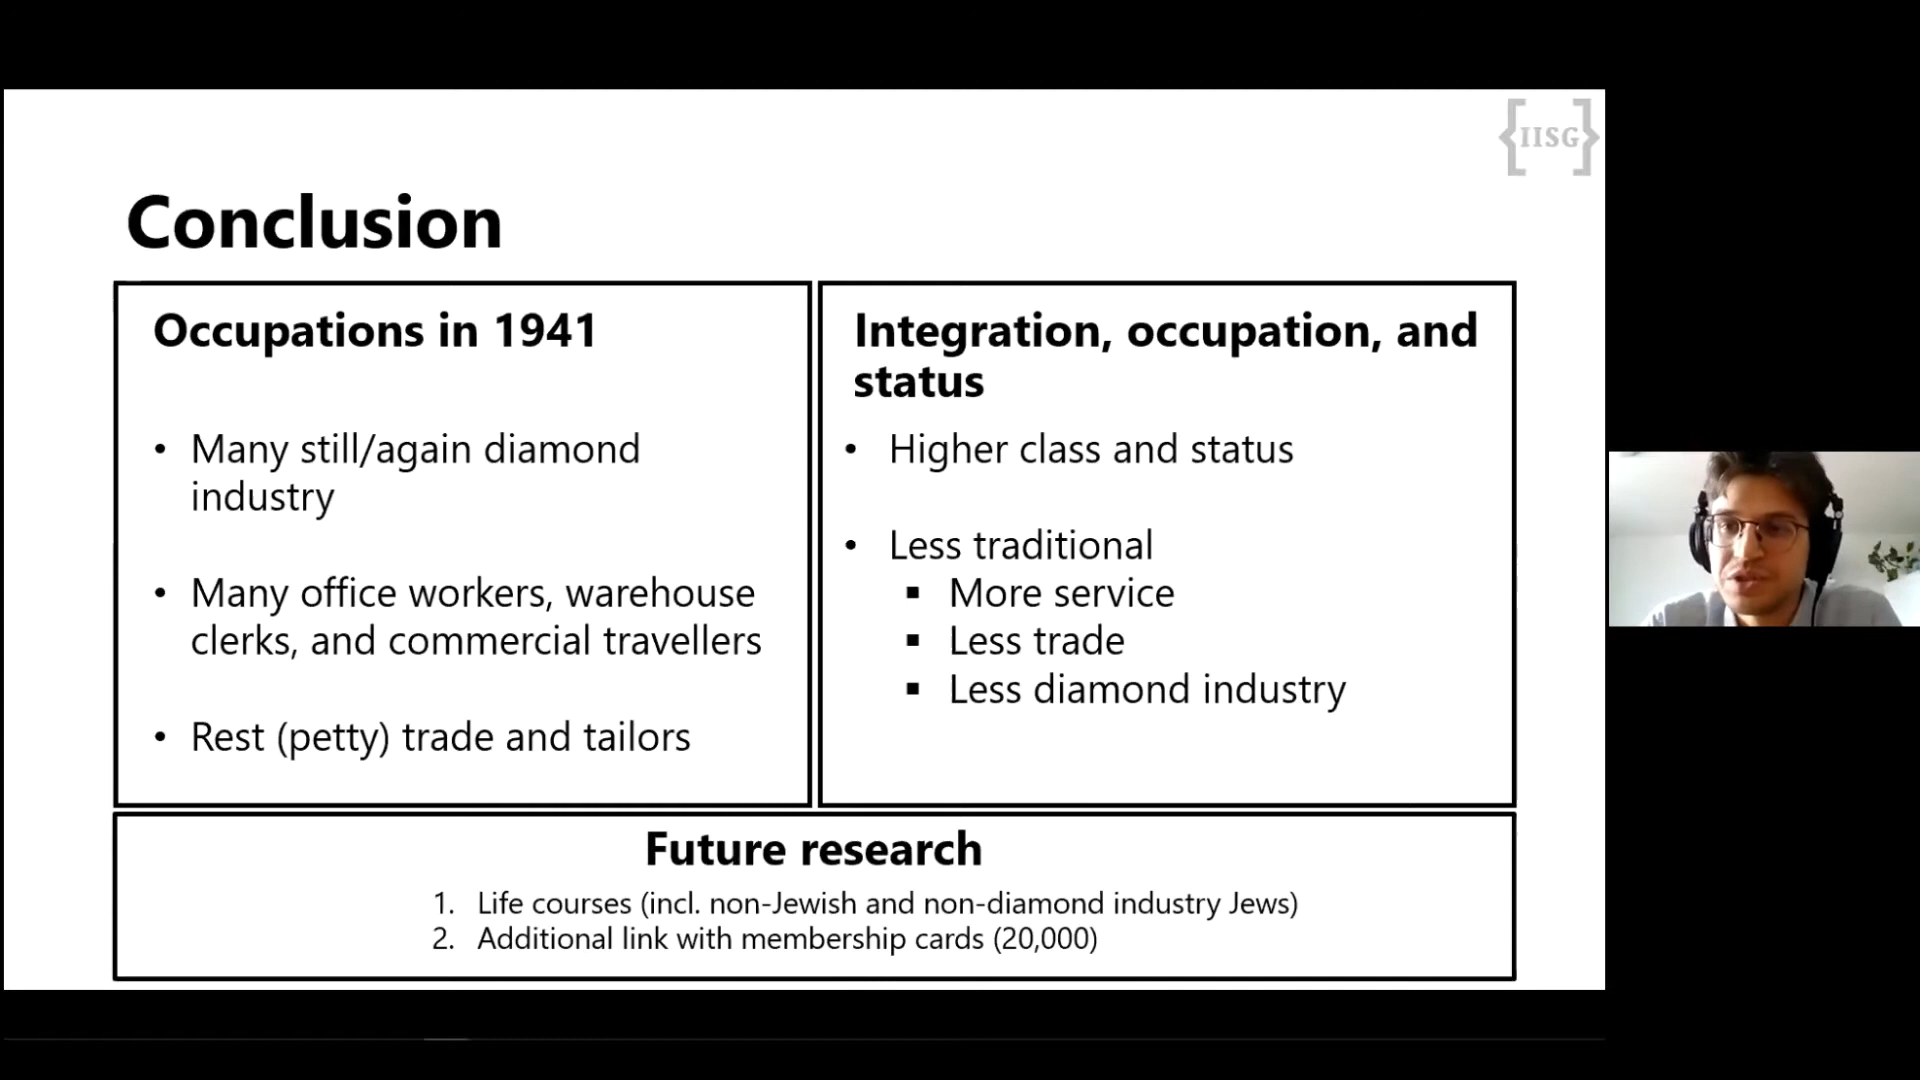 IISG
Conclusion
Occupations in 1941
• Many still/again diamond
industry
• Many office workers, warehouse
clerks, and commercial travellers
• Rest (petty) trade and tailors
Integration, occupation, and
status
• Higher class and status
• Less traditional
▪ More service
▪ Less trade
▪ Less diamond industry
Future research
1. Life courses (incl. non-Jewish and non-diamond industry Jews)
2. Additional link with membership cards (20,000)